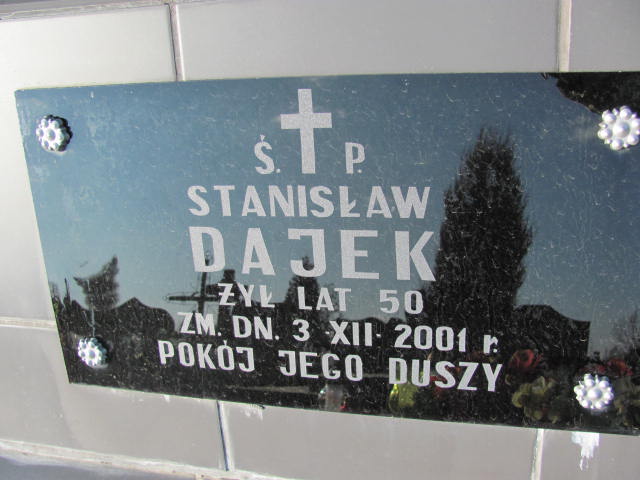 Ś. P.
STANISŁAW
DAJEK
ŻYŁ LAT 50
ZM. DN. 3 XII 2001 r.
POKÓJ JEGO DUSZY